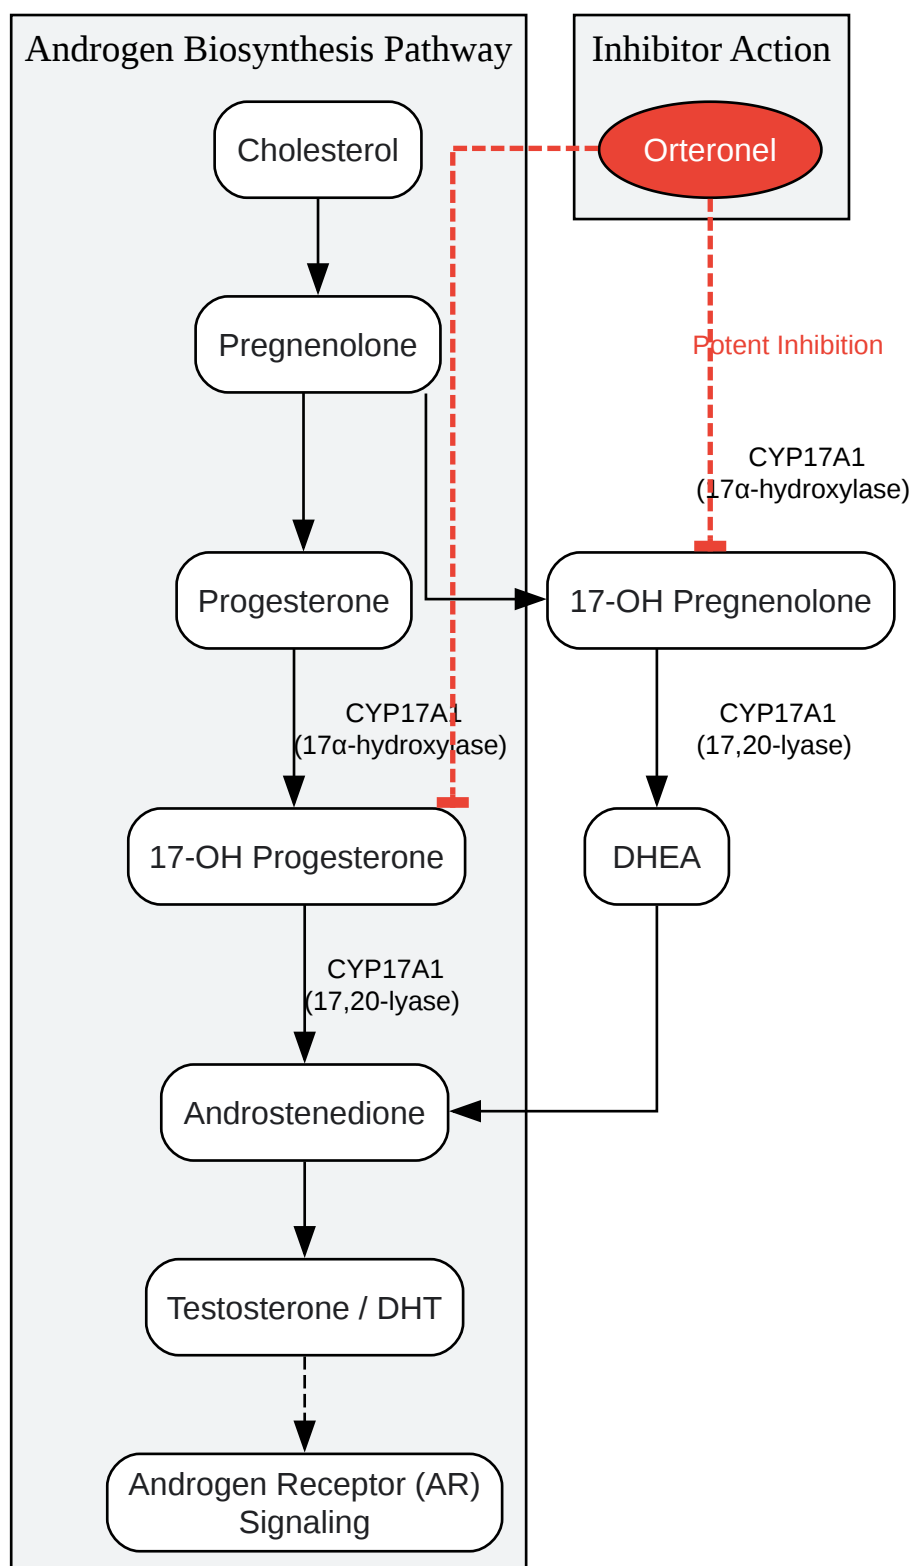 Androgen Biosynthesis Pathway
Inhibitor Action
Cholesterol
Orteronel
Pregnenolone
Potent Inhibition
CYP17A1
(17α-hydroxylase)
Progesterone
17-OH Pregnenolone
CYP17A1
(17α-hydroxylase)
CYP17A1
(17,20-lyase)
17-OH Progesterone
DHEA
CYP17A1
(17,20-lyase)
Androstenedione
Testosterone / DHT
Androgen Receptor (AR)
Signaling